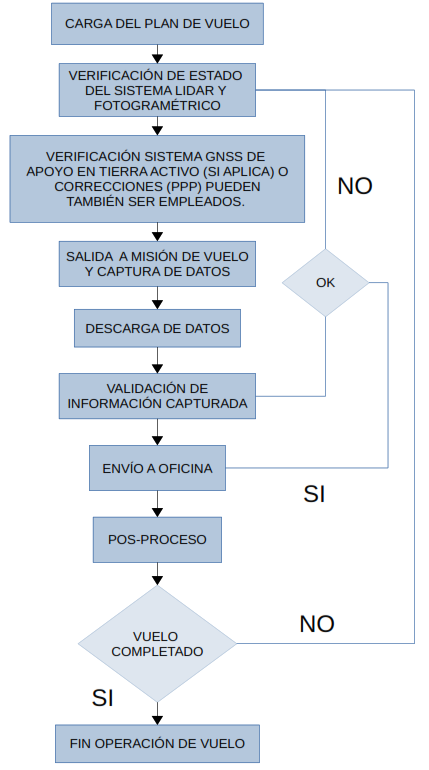 CARGA DEL PLAN DE VUELO
VERIFICACIÓN DE ESTADO
DEL SISTEMA LIDAR Y
FOTOGRAMÉTRICO
VERIFICACIÓN SISTEMA GNSS DE
APOYO EN TIERRA ACTIVO (SI APLICA) O
CORRECCIONES (PPP) PUEDEN
TAMBIÉN SER EMPLEADOS.
NO
SALIDA A MISIÓN DE VUELO
Y CAPTURA DE DATOS
OK
DESCARGA DE DATOS
VALIDACIÓN DE
INFORMACIÓN CAPTURADA
ENVÍO A OFICINA
SI
POS-PROCESO
VUELO
COMPLETADO
NO
SI
FIN OPERACIÓN DE VUELO